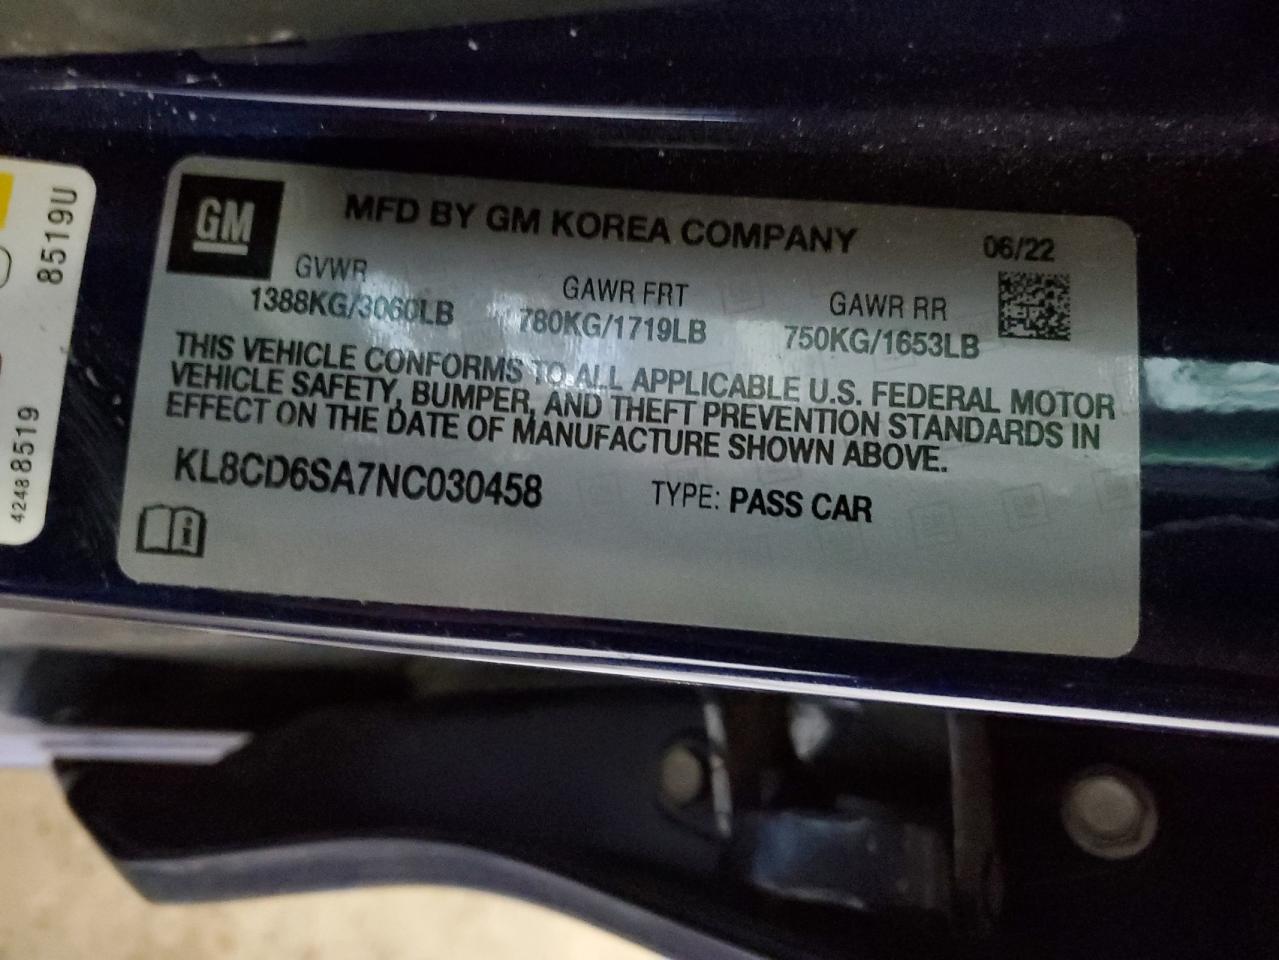 8519U
42488519
GM
MFD BY GM KOREA COMPANY
06/22
GVWR
1388KG/3060LB
GAWR FRT
780KG/1719LB
GAWR RR
750KG/1653LB
THIS VEHICLE CONFORMS TO ALL APPLICABLE U.S. FEDERAL MOTOR
VEHICLE SAFETY, BUMPER, AND THEFT PREVENTION STANDARDS IN
EFFECT ON THE DATE OF MANUFACTURE SHOWN ABOVE.
KL8CD6SA7NC030458
TYPE: PASS CAR